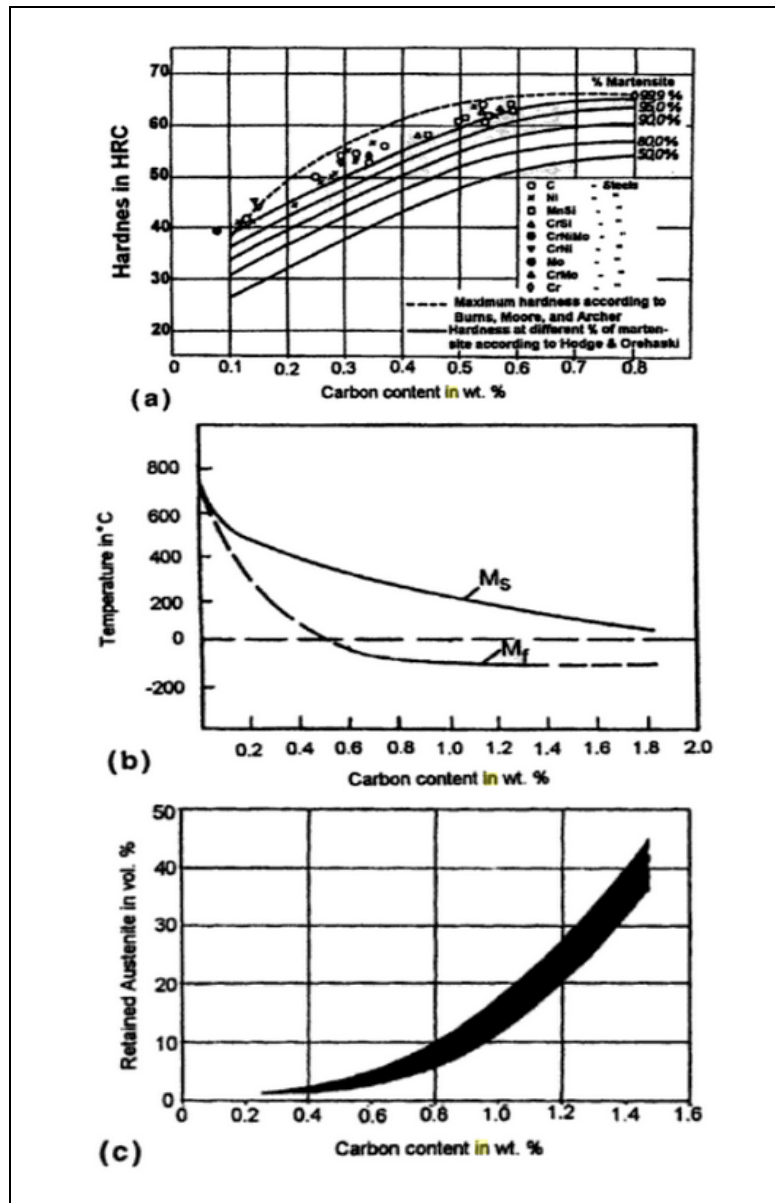 70
60
50
40
30
20
Hardnes in HRC
% Martensite
99.9 %
95.0 %
90.0 %
80.0 %
50.0 %
C - Steels
Ni - "
MnSi - "
CrSi - "
CrNiMo - "
CrNi - "
Mo - "
CrMo - "
Cr - "
Maximum hardness according to
Burns, Moore, and Archer
Hardness at different % of marten-
site according to Hodge & Orehaski
0 0.1 0.2 0.3 0.4 0.5 0.6 0.7 0.8
(a)
Carbon content in wt. %
800
600
400
200
0
-200
Temperature in °C
Ms
Mf
0.2 0.4 0.6 0.8 1.0 1.2 1.4 1.6 1.8 2.0
(b)
Carbon content in wt. %
50
40
30
20
10
0
Retained Austenite in vol. %
0 0.4 0.6 0.8 1.0 1.2 1.4 1.6
(c)
Carbon content in wt. %